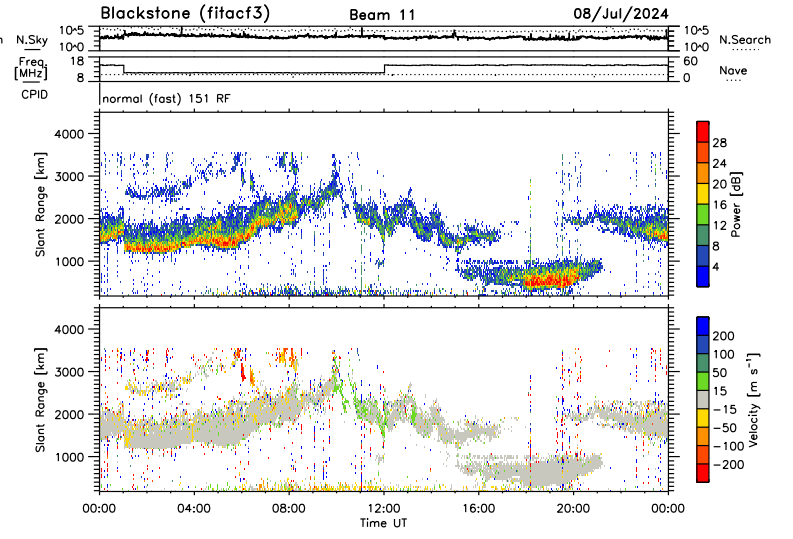 Blackstone (fitacf3)
Beam 11
08/Jul/2024
N.Sky
10^5
10^0
10^5
10^0
N.Search
Freq.
[MHz]
18
8
60
0
Nave
CPID
normal (fast) 151 RF
Slant Range [km]
4000
3000
2000
1000
28
24
20
16
12
8
4
Power [dB]
Slant Range [km]
4000
3000
2000
1000
200
100
50
15
-15
-50
-100
-200
Velocity [m s⁻¹]
00:00
04:00
08:00
12:00
16:00
20:00
00:00
Time UT